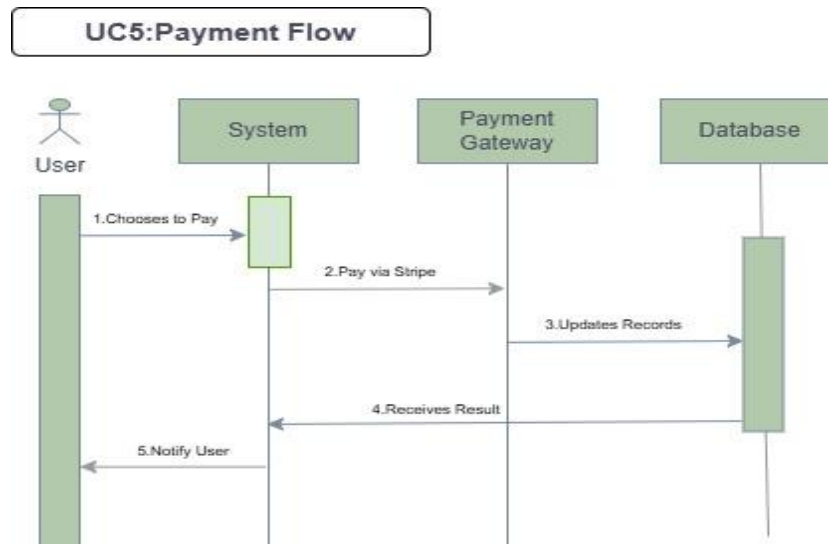 UC5:Payment Flow
User
System
Payment
Gateway
Database
1.Chooses to Pay
2.Pay via Stripe
3.Updates Records
4.Receives Result
5.Notify User